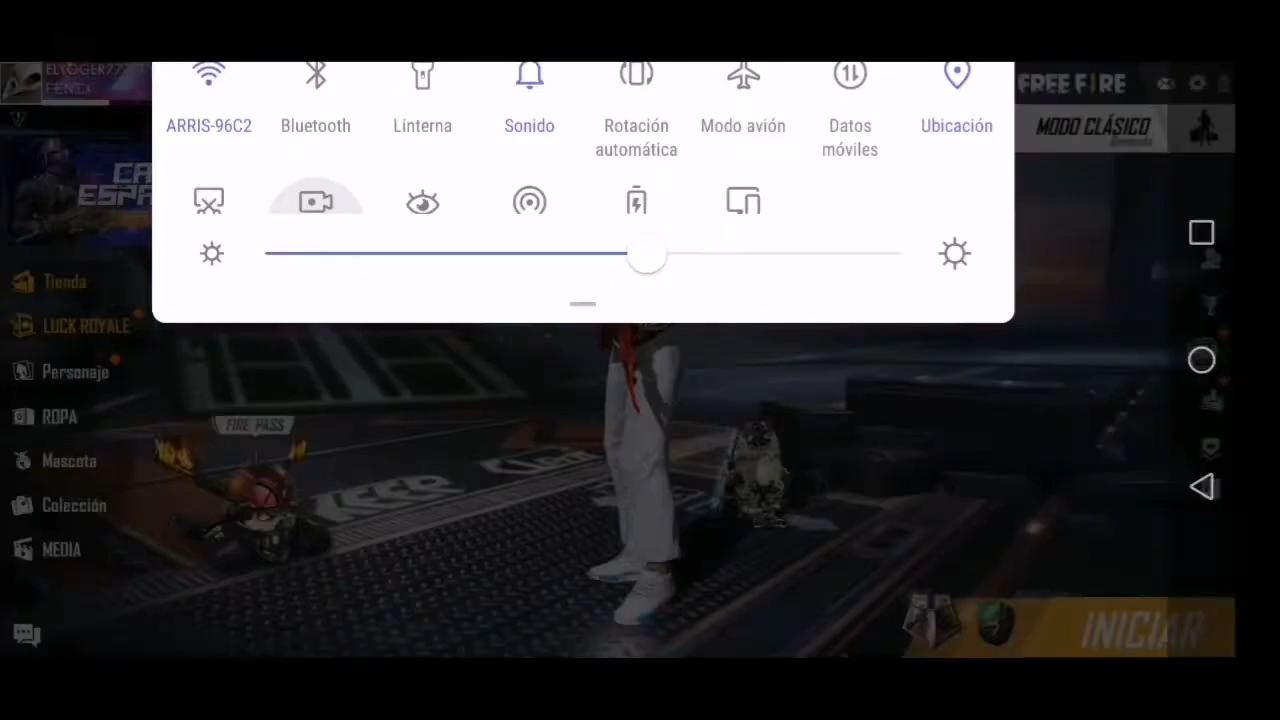 FENIX
ARRIS-96C2
Bluetooth
Linterna
Sonido
Rotación
automática
Modo avión
Datos
móviles
Ubicación
FREE FIRE
MODO CLÁSICO
Tienda
LUCK ROYALE
Personaje
ROPA
Mascota
Colección
MEDIA
FIRE PASS
INICIAR